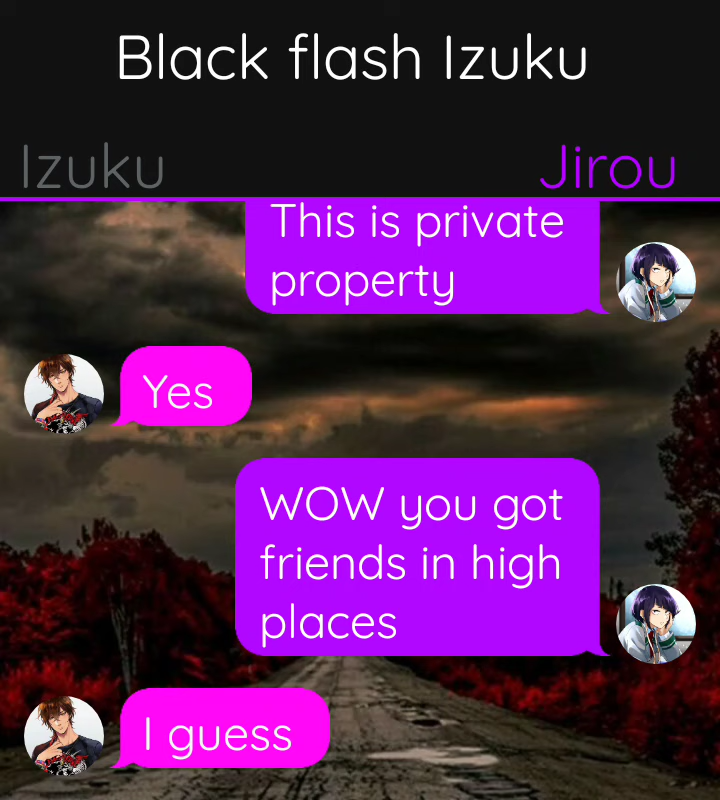 Black flash Izuku
Izuku
Jirou
This is private
property
Yes
WOW you got
friends in high
places
I guess